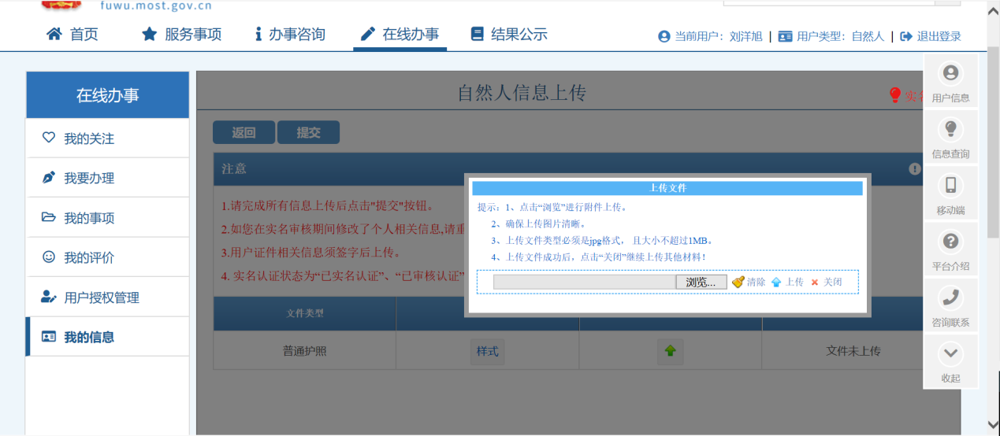 fuwu.most.gov.cn
首页 服务事项 办事咨询 在线办事 结果公示
当前用户：刘洋旭 | 用户类型：自然人 | 退出登录
在线办事
我的关注
我要办理
我的事项
我的评价
用户授权管理
我的信息
自然人信息上传
实
返回 提交
注意
1.请完成所有信息上传后点击"提交"按钮。
2.如您在实名审核期间修改了个人相关信息,请重
3.用户证件相关信息须签字后上传。
4. 实名认证状态为“已实名认证”、“已审核认证”
文件类型
普通护照 样式 文件未上传
上传文件
提示：1、点击“浏览”进行附件上传。
2、确保上传图片清晰。
3、上传文件类型必须是jpg格式， 且大小不超过1MB。
4、上传文件成功后，点击“关闭”继续上传其他材料！
浏览... 清除 上传 关闭
用户信息
信息查询
移动端
平台介绍
咨询联系
收起